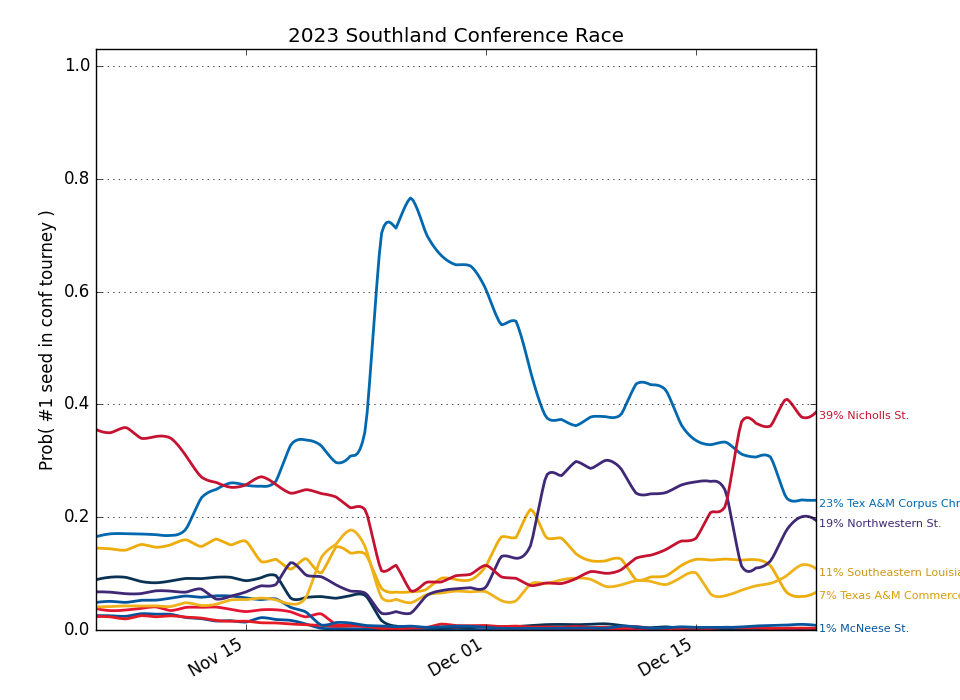 2023 Southland Conference Race
Prob( #1 seed in conf tourney )
1.0
0.8
0.6
0.4
0.2
0.0
Nov 15
Dec 01
Dec 15
39% Nicholls St.
23% Tex A&M Corpus Chr
19% Northwestern St.
11% Southeastern Louisia
7% Texas A&M Commerce
1% McNeese St.